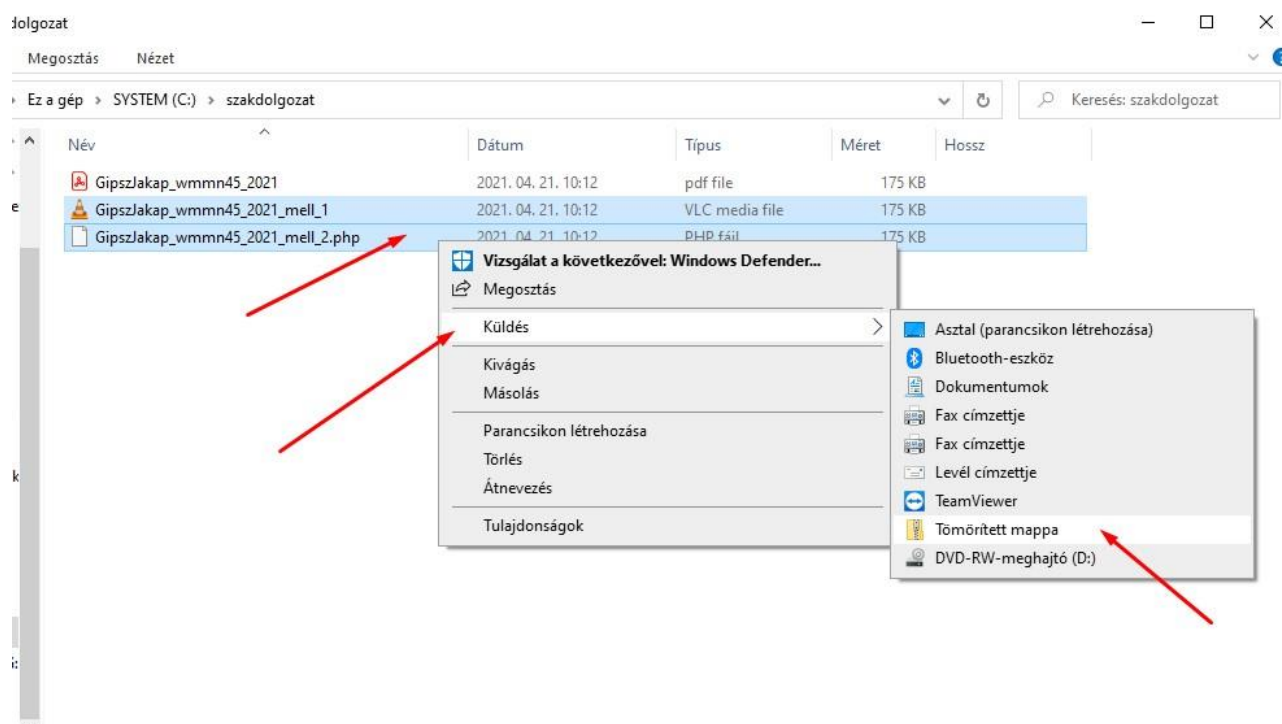 dolgozat
Megosztás Nézet
Ez a gép › SYSTEM (C:) › szakdolgozat
Keresés: szakdolgozat
Név Dátum Típus Méret Hossz
GipszJakap_wmmn45_2021 2021. 04. 21. 10:12 pdf file 175 KB
GipszJakap_wmmn45_2021_mell_1 2021. 04. 21. 10:12 VLC media file 175 KB
GipszJakap_wmmn45_2021_mell_2.php 2021. 04. 21. 10:12 PHP fájl 175 KB
Vizsgálat a következővel: Windows Defender...
Megosztás
Küldés
Kivágás
Másolás
Parancsikon létrehozása
Törlés
Átnevezés
Tulajdonságok
Asztal (parancsikon létrehozása)
Bluetooth-eszköz
Dokumentumok
Fax címzettje
Fax címzettje
Levél címzettje
TeamViewer
Tömörített mappa
DVD-RW-meghajtó (D:)